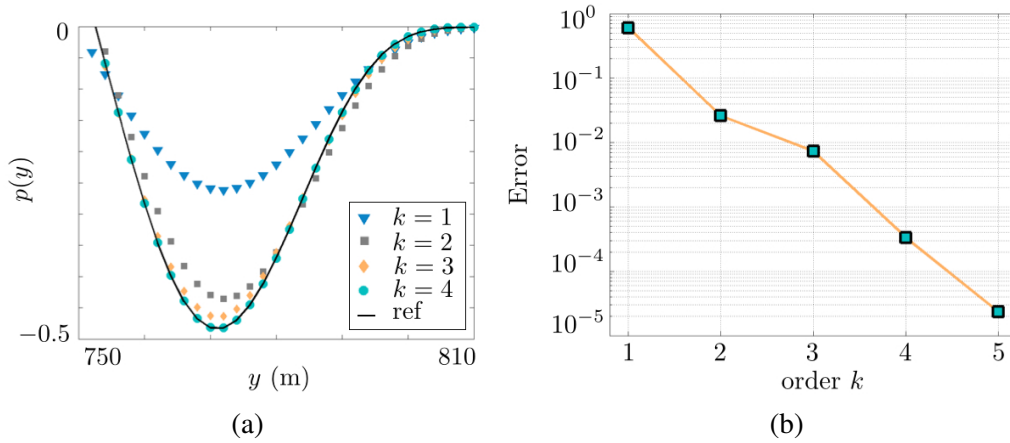 0
p(y)
k = 1
k = 2
k = 3
k = 4
ref
−0.5
750
810
y (m)
(a)
10^0
10^−1
10^−2
10^−3
10^−4
10^−5
Error
1 2 3 4 5
order k
(b)